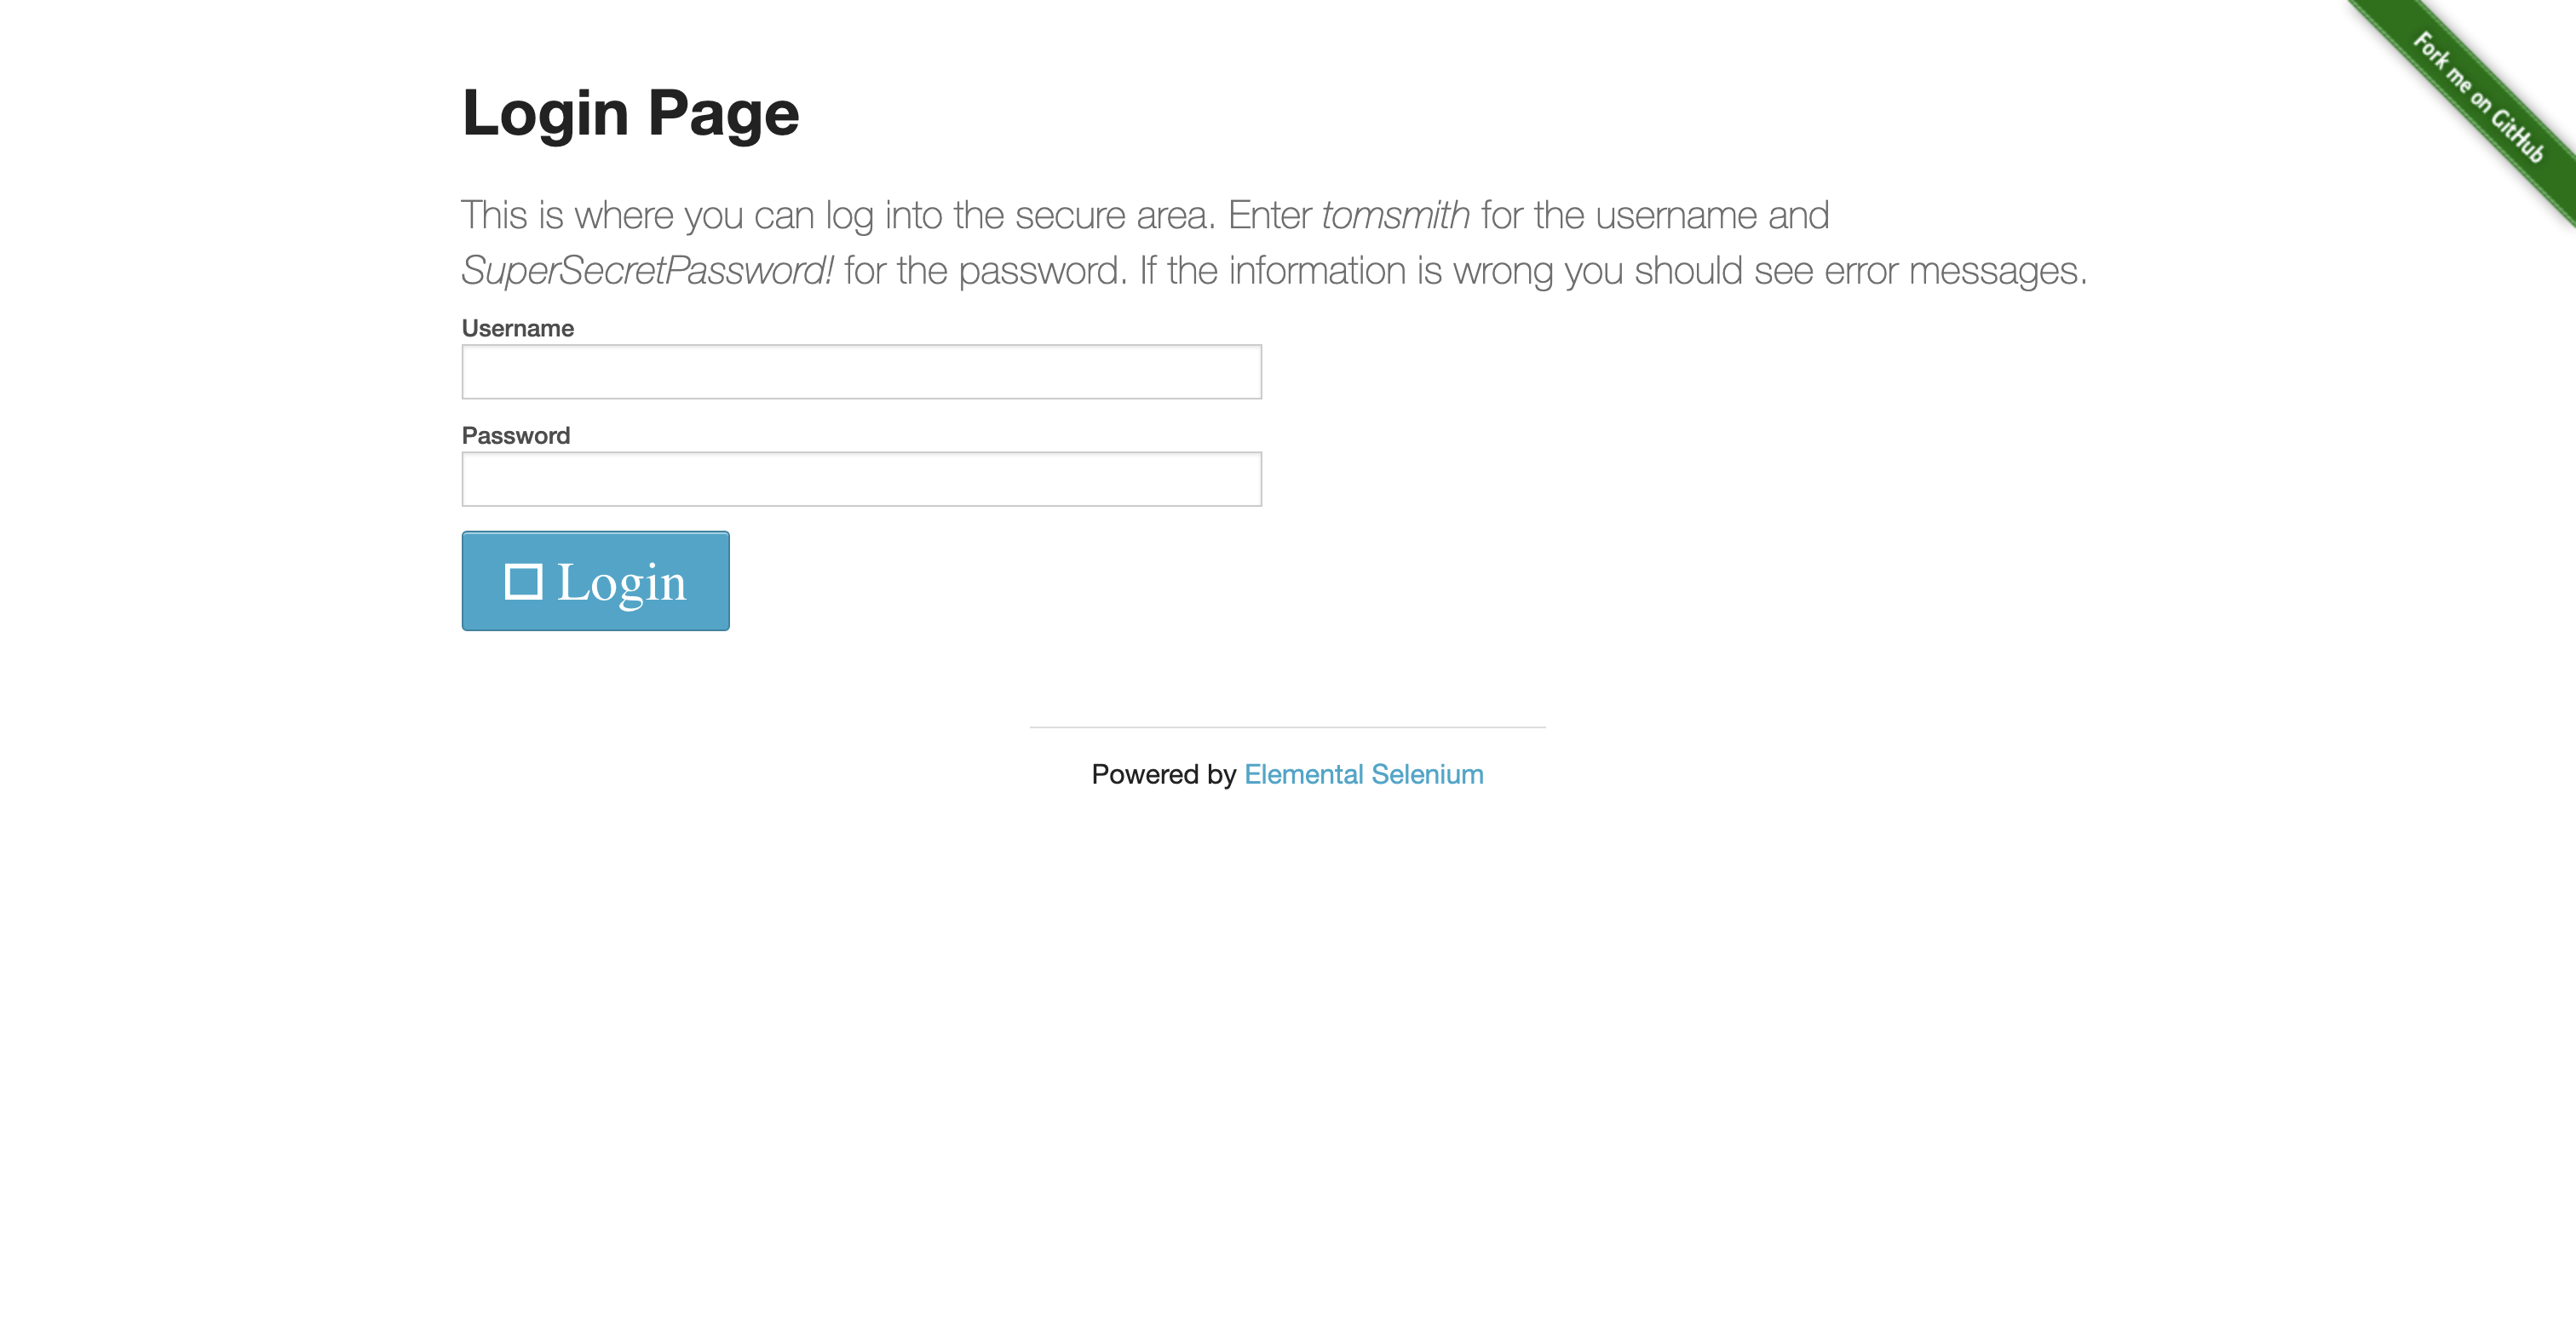 Fork me on GitHub
Login Page
This is where you can log into the secure area. Enter tomsmith for the username and
SuperSecretPassword! for the password. If the information is wrong you should see error messages.
Username
Password
Login
Powered by Elemental Selenium